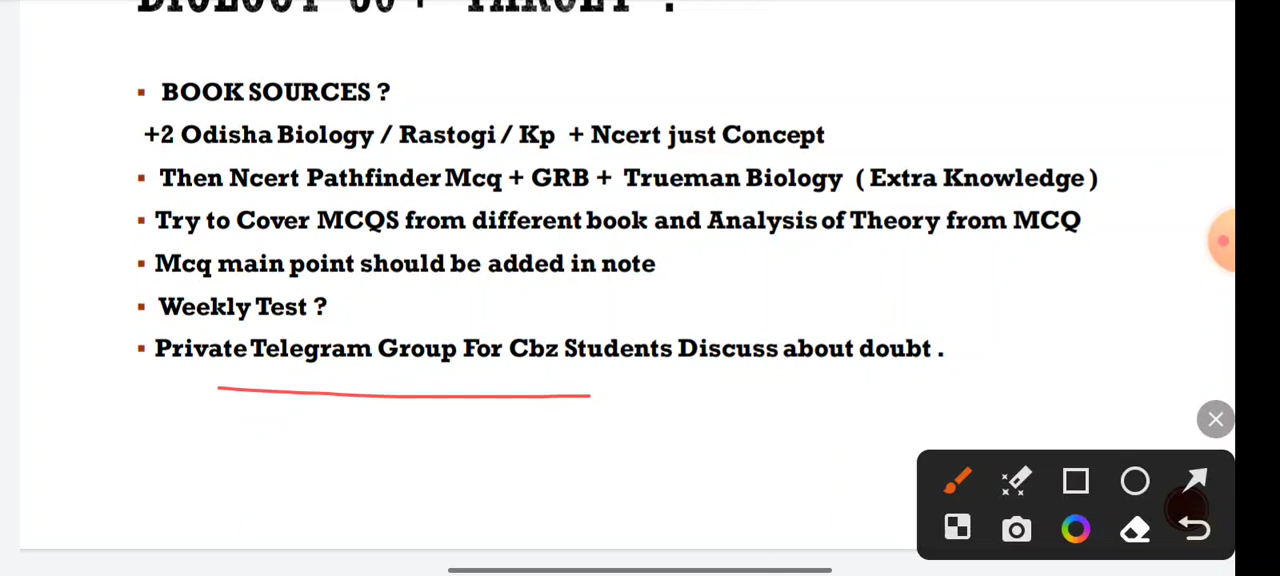 BOOK SOURCES ?
+2 Odisha Biology / Rastogi / Kp + Ncert just Concept
Then Ncert Pathfinder Mcq + GRB + Trueman Biology ( Extra Knowledge )
Try to Cover MCQS from different book and Analysis of Theory from MCQ
Mcq main point should be added in note
Weekly Test ?
Private Telegram Group For Cbz Students Discuss about doubt .